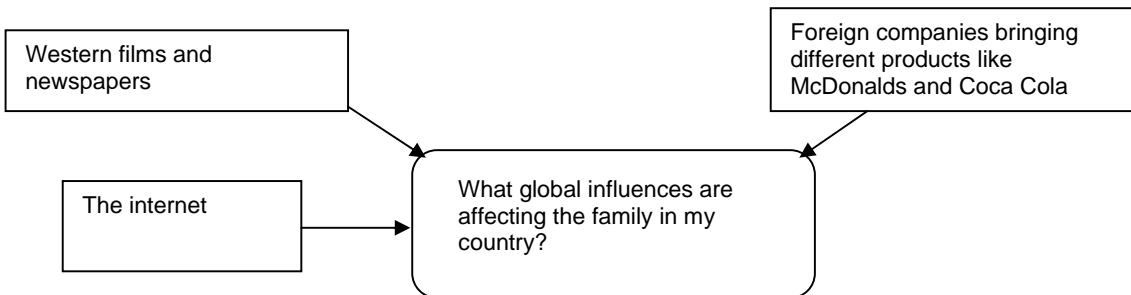 Western films and
newspapers
Foreign companies bringing
different products like
McDonalds and Coca Cola
The internet
What global influences are
affecting the family in my
country?